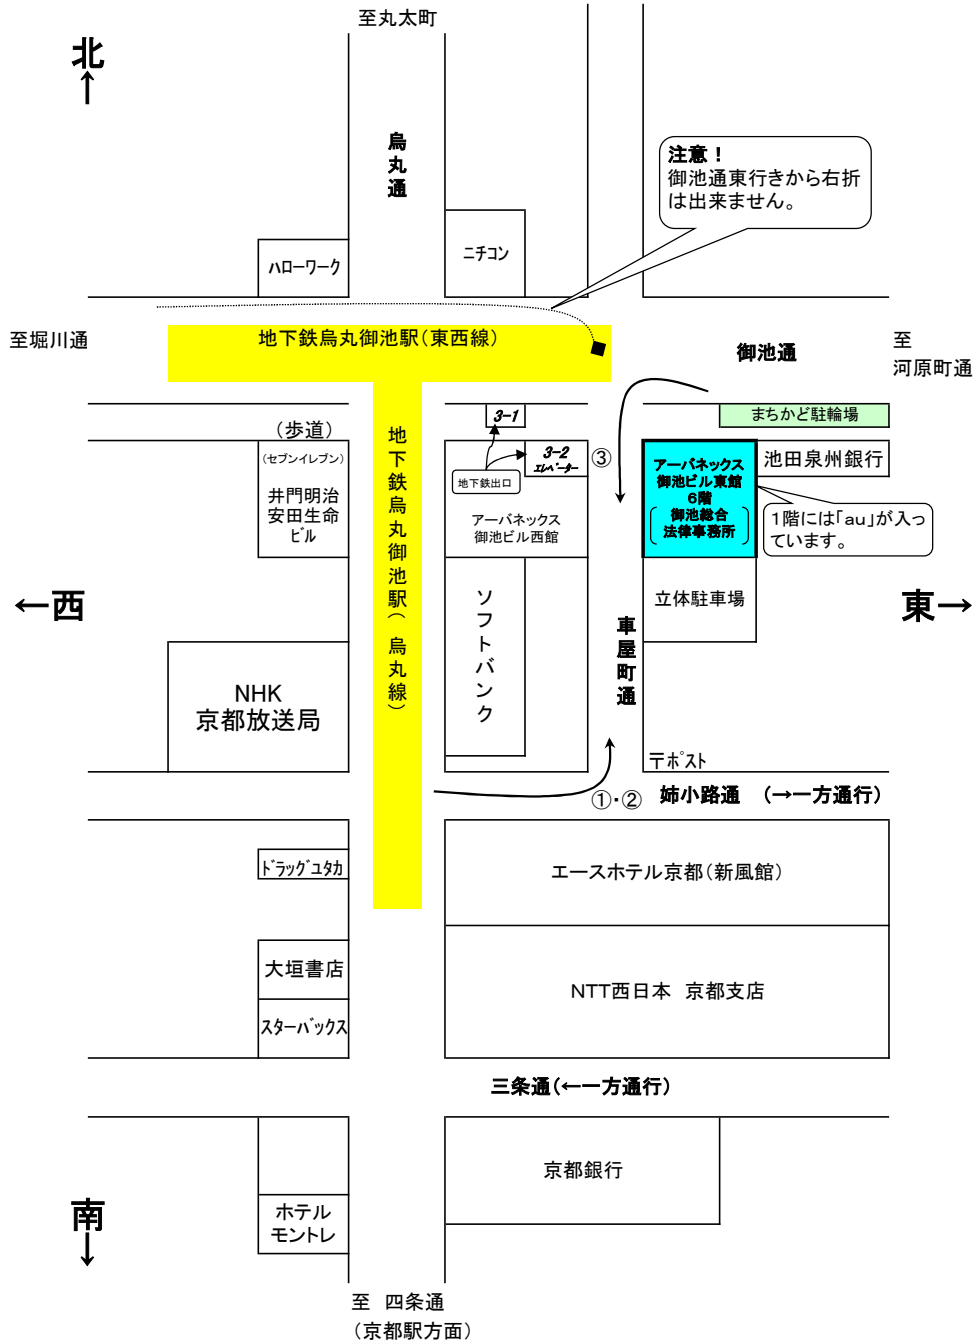 至丸太町
北
↑
烏丸通
注意！
御池通東行きから右折
は出来ません。
ハローワーク
ニチコン
至堀川通
地下鉄烏丸御池駅（東西線）
御池通
至
河原町通
まちかど駐輪場
3-1
（歩道）
（セブンイレブン）
井門明治
安田生命
ビル
地下鉄烏丸御池駅（烏丸線）
3-2
エレベーター
地下鉄出口
③
アーバネックス
御池ビル西館
アーバネックス
御池ビル東館
6階
御池総合
法律事務所
池田泉州銀行
1階には「au」が入っ
ています。
←西
東→
ソフトバンク
車屋町通
立体駐車場
NHK
京都放送局
〒ポスト
①・②
姉小路通　（→一方通行）
ドラッグユタカ
エースホテル京都（新風館）
大垣書店
NTT西日本　京都支店
スターバックス
三条通（←一方通行）
京都銀行
南
↓
ホテル
モントレ
至　四条通
（京都駅方面）